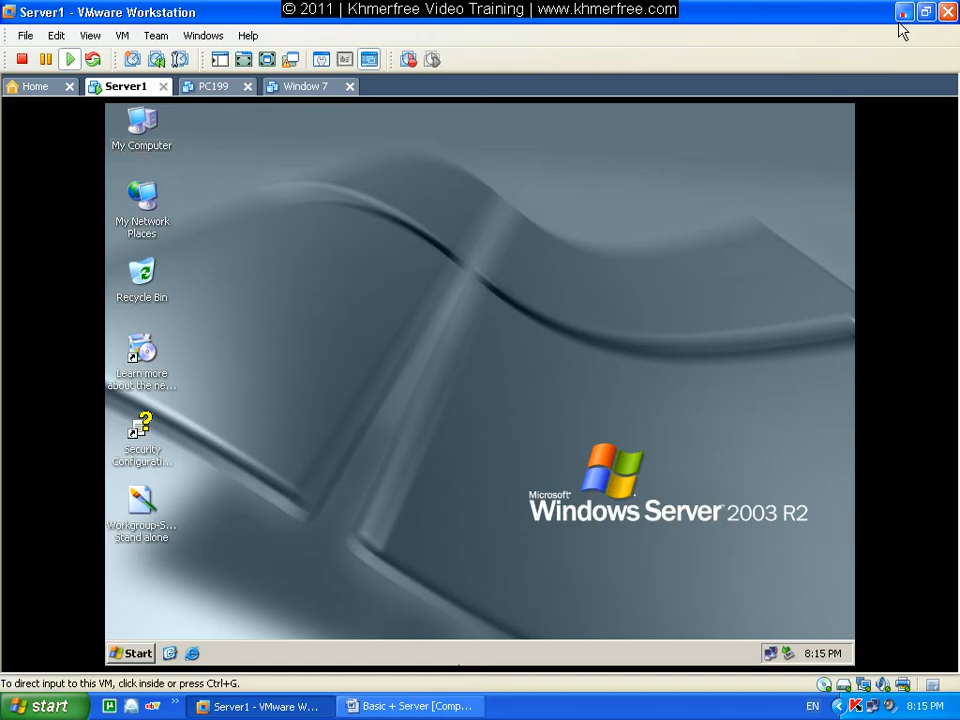 Server1 - VMware Workstation
© 2011 | Khmerfree Video Training | www.khmerfree.com
File Edit View VM Team Windows Help
Home Server1 PC199 Window 7
My Computer
My Network
Places
Recycle Bin
Learn more
about the ne...
Security
Configurati...
Workgroup-S...
Stand alone
Microsoft
Windows Server 2003 R2
Start 8:15 PM
To direct input to this VM, click inside or press Ctrl+G.
start Server1 - VMware W... Basic + Server [Comp... EN 8:15 PM